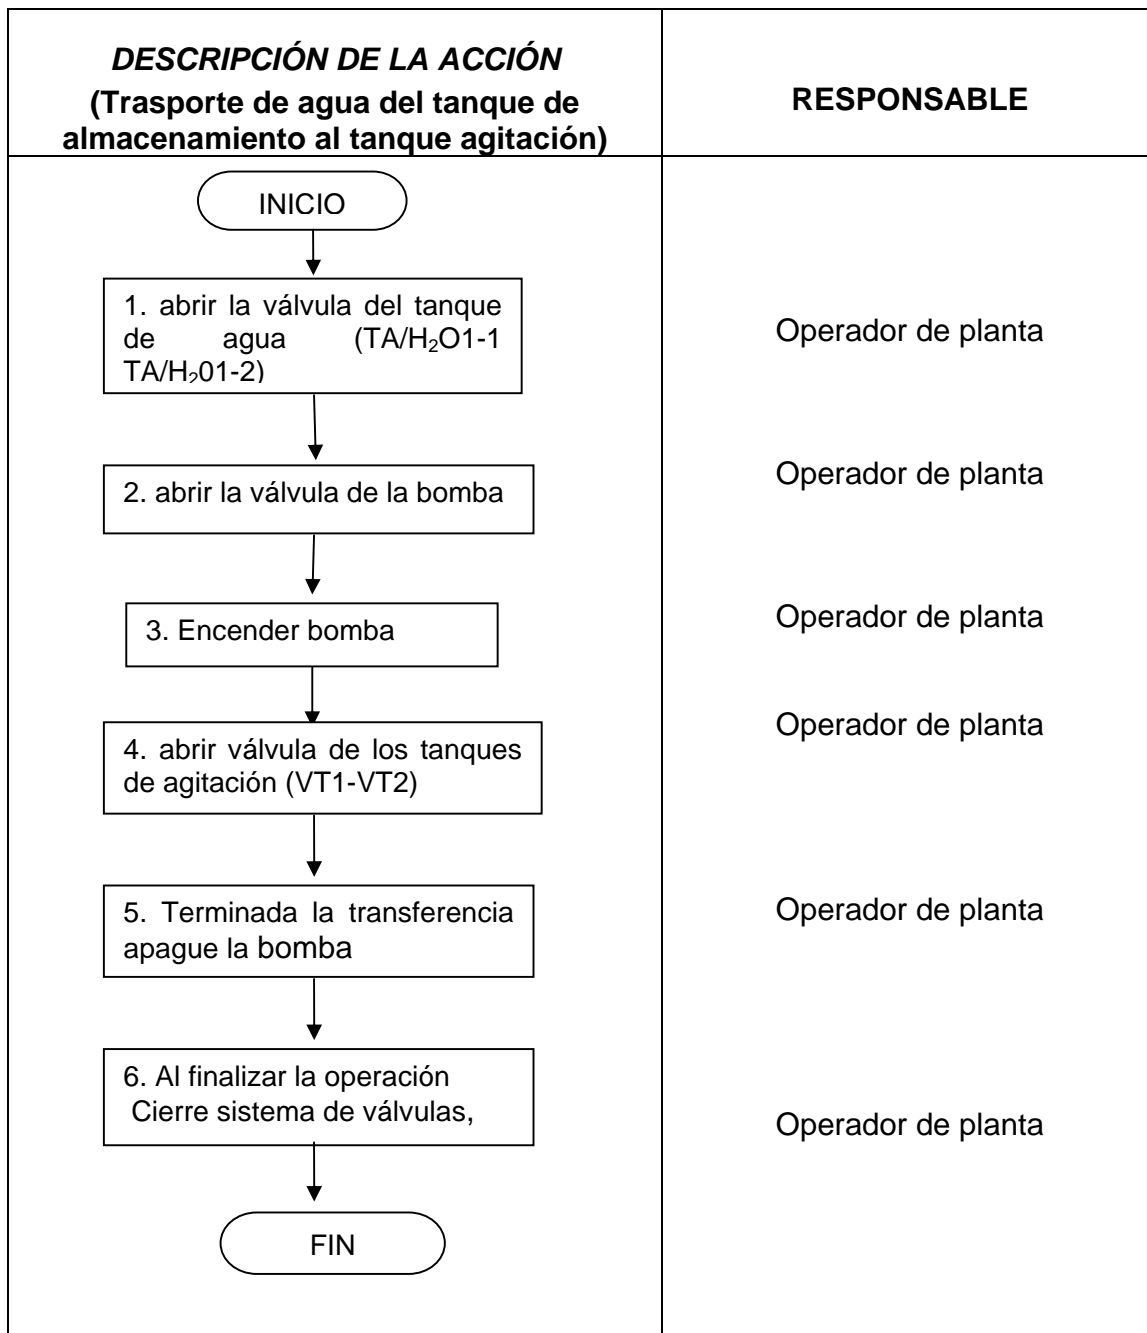 DESCRIPCIÓN DE LA ACCIÓN
(Trasporte de agua del tanque de
almacenamiento al tanque agitación)
RESPONSABLE
INICIO
1. abrir la válvula del tanque
de agua (TA/H₂O1-1
TA/H₂01-2)
Operador de planta
2. abrir la válvula de la bomba
Operador de planta
3. Encender bomba
Operador de planta
4. abrir válvula de los tanques
de agitación (VT1-VT2)
Operador de planta
5. Terminada la transferencia
apague la bomba
Operador de planta
6. Al finalizar la operación
Cierre sistema de válvulas,
Operador de planta
FIN